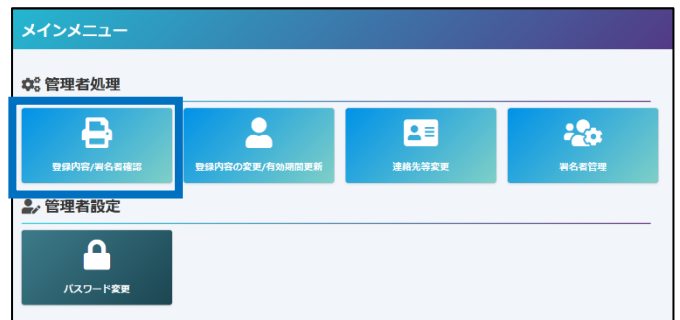 メインメニュー
管理者処理
登録内容/署名者確認
登録内容の変更/有効期間更新
連絡先等変更
署名者管理
管理者設定
パスワード変更